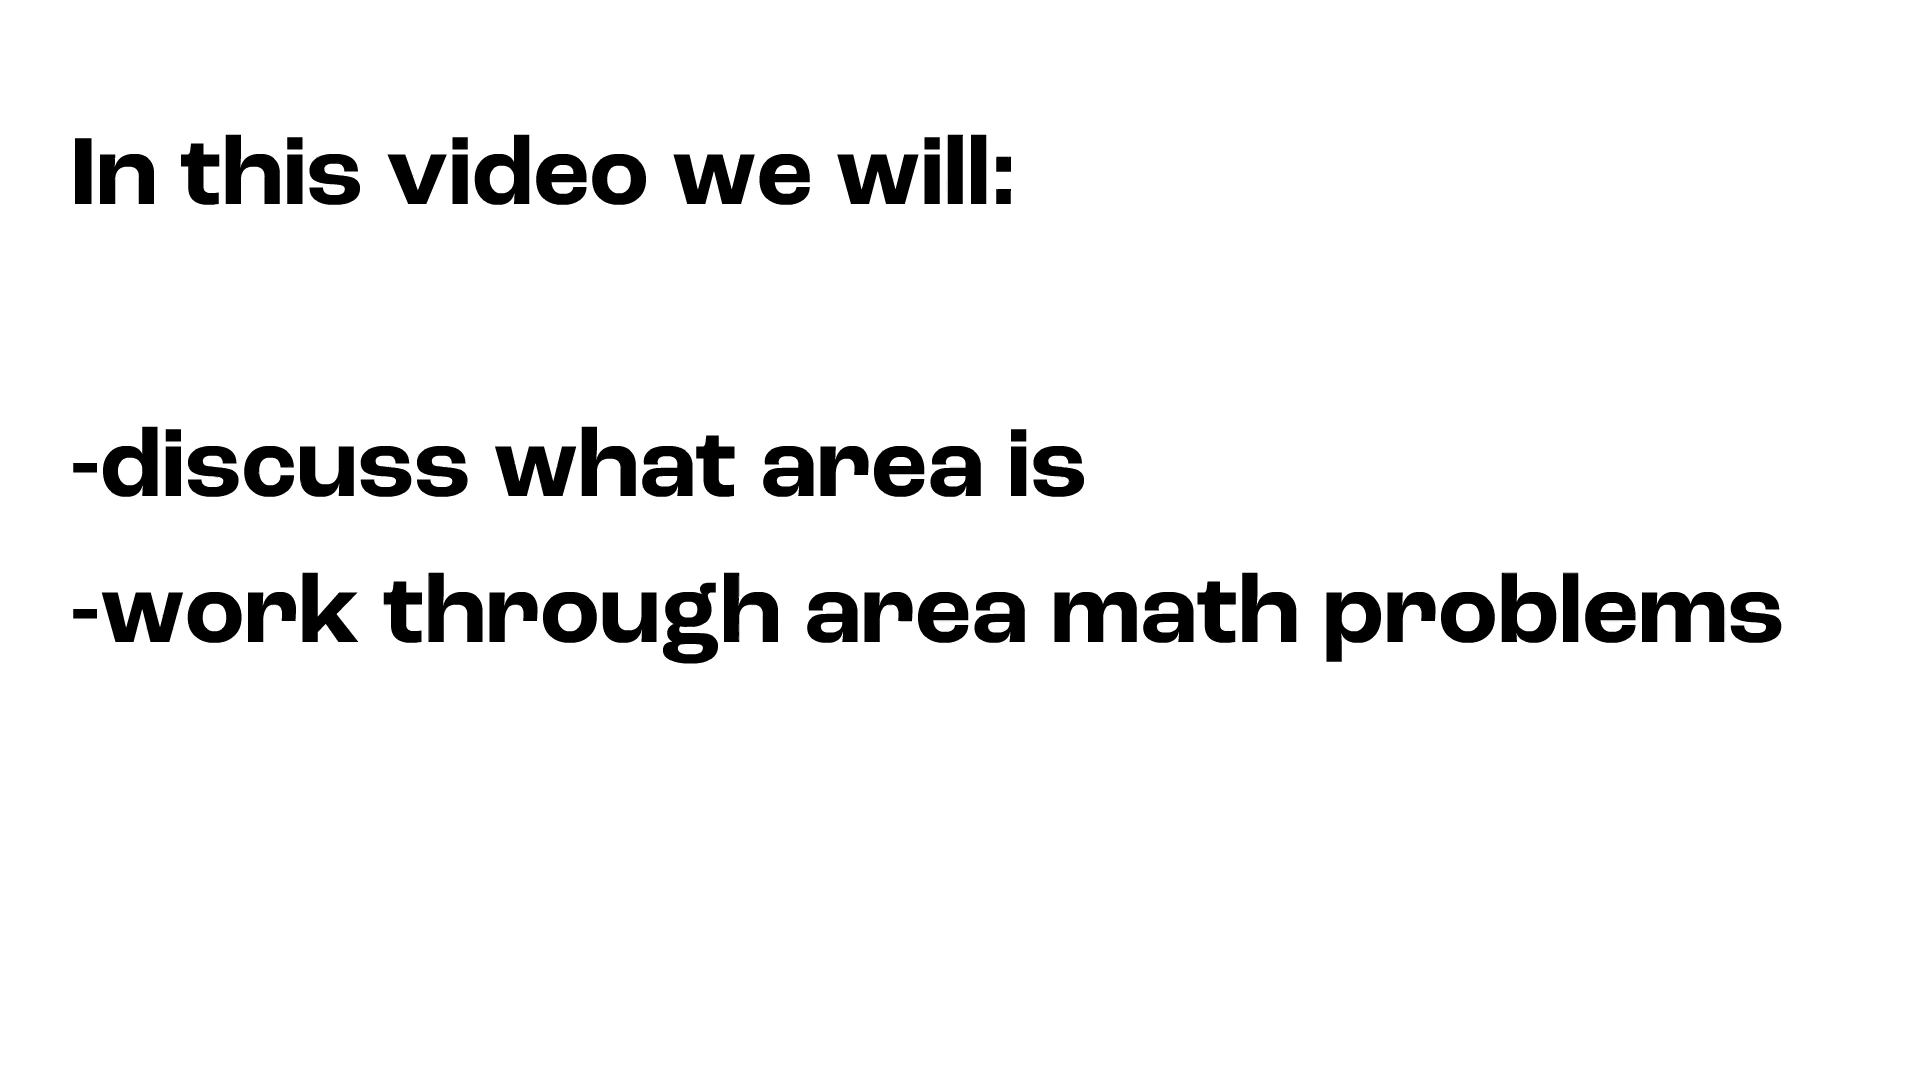 In this video we will:
-discuss what area is
-work through area math problems